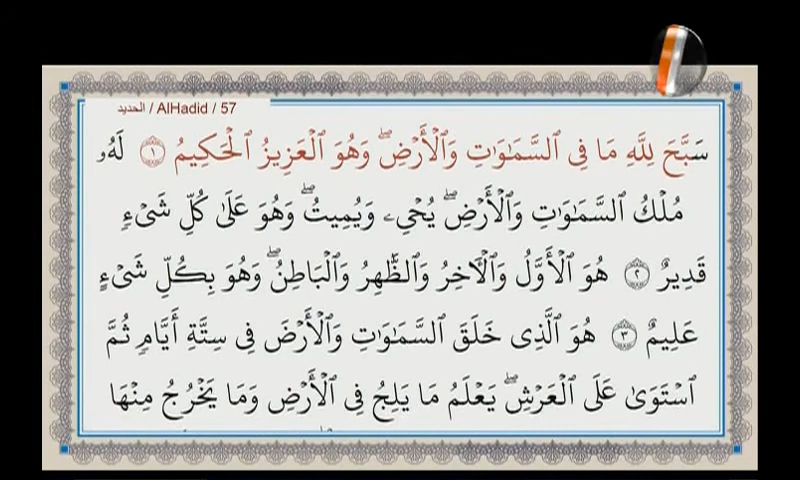 الحديد / AlHadid / 57
سَبَّحَ لِلَّهِ مَا فِى ٱلسَّمَـٰوَٰتِ وَٱلْأَرْضِ ۖ وَهُوَ ٱلْعَزِيزُ ٱلْحَكِيمُ ۝١ لَهُۥ
مُلْكُ ٱلسَّمَـٰوَٰتِ وَٱلْأَرْضِ ۖ يُحْىِۦ وَيُمِيتُ ۖ وَهُوَ عَلَىٰ كُلِّ شَىْءٍ
قَدِيرٌ ۝٢ هُوَ ٱلْأَوَّلُ وَٱلْـَٔاخِرُ وَٱلظَّـٰهِرُ وَٱلْبَاطِنُ ۖ وَهُوَ بِكُلِّ شَىْءٍ
عَلِيمٌ ۝٣ هُوَ ٱلَّذِى خَلَقَ ٱلسَّمَـٰوَٰتِ وَٱلْأَرْضَ فِى سِتَّةِ أَيَّامٍ ثُمَّ
ٱسْتَوَىٰ عَلَى ٱلْعَرْشِ ۖ يَعْلَمُ مَا يَلِجُ فِى ٱلْأَرْضِ وَمَا يَخْرُجُ مِنْهَا